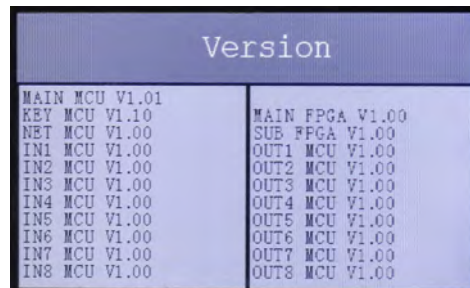 Version
MAIN MCU V1.01
KEY MCU V1.10
NET MCU V1.00
IN1 MCU V1.00
IN2 MCU V1.00
IN3 MCU V1.00
IN4 MCU V1.00
IN5 MCU V1.00
IN6 MCU V1.00
IN7 MCU V1.00
IN8 MCU V1.00
MAIN FPGA V1.00
SUB FPGA V1.00
OUT1 MCU V1.00
OUT2 MCU V1.00
OUT3 MCU V1.00
OUT4 MCU V1.00
OUT5 MCU V1.00
OUT6 MCU V1.00
OUT7 MCU V1.00
OUT8 MCU V1.00